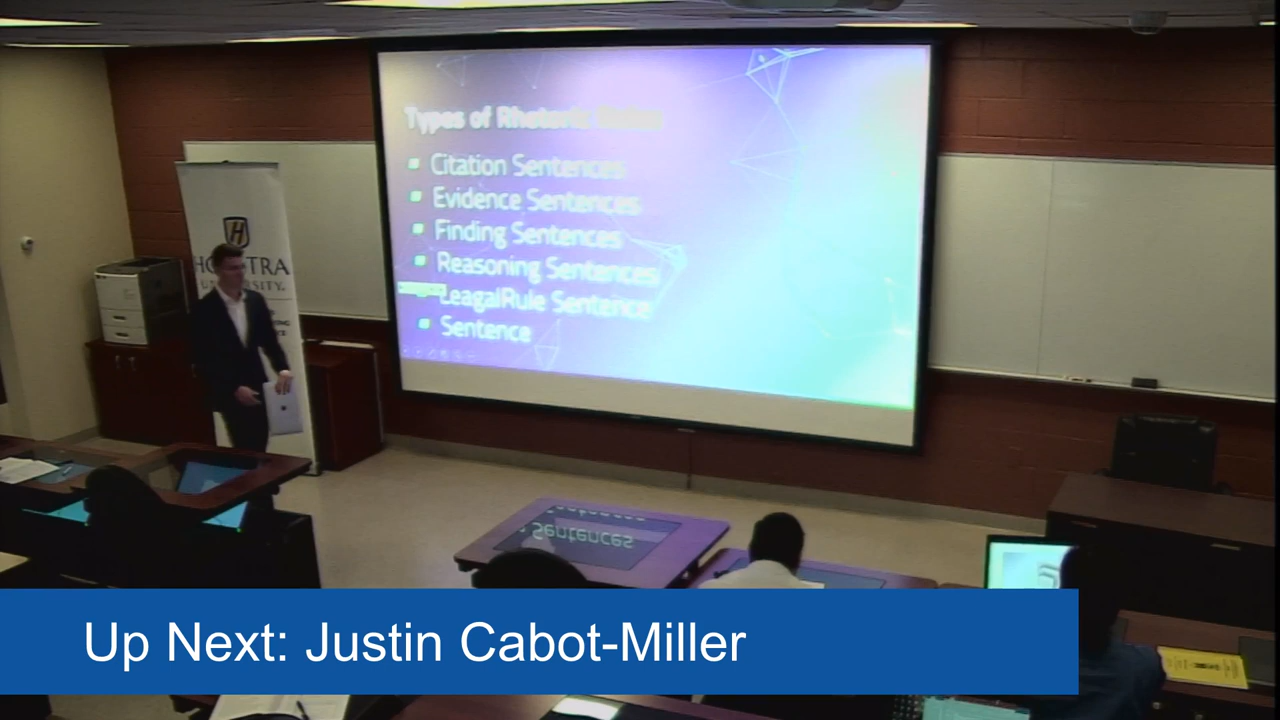 Types of Rhetoric Roles
Citation Sentences
Evidence Sentences
Finding Sentences
Reasoning Sentences
LeagalRule Sentence
Sentence
H
UNIVERSITY
Sentences
Up Next: Justin Cabot-Miller